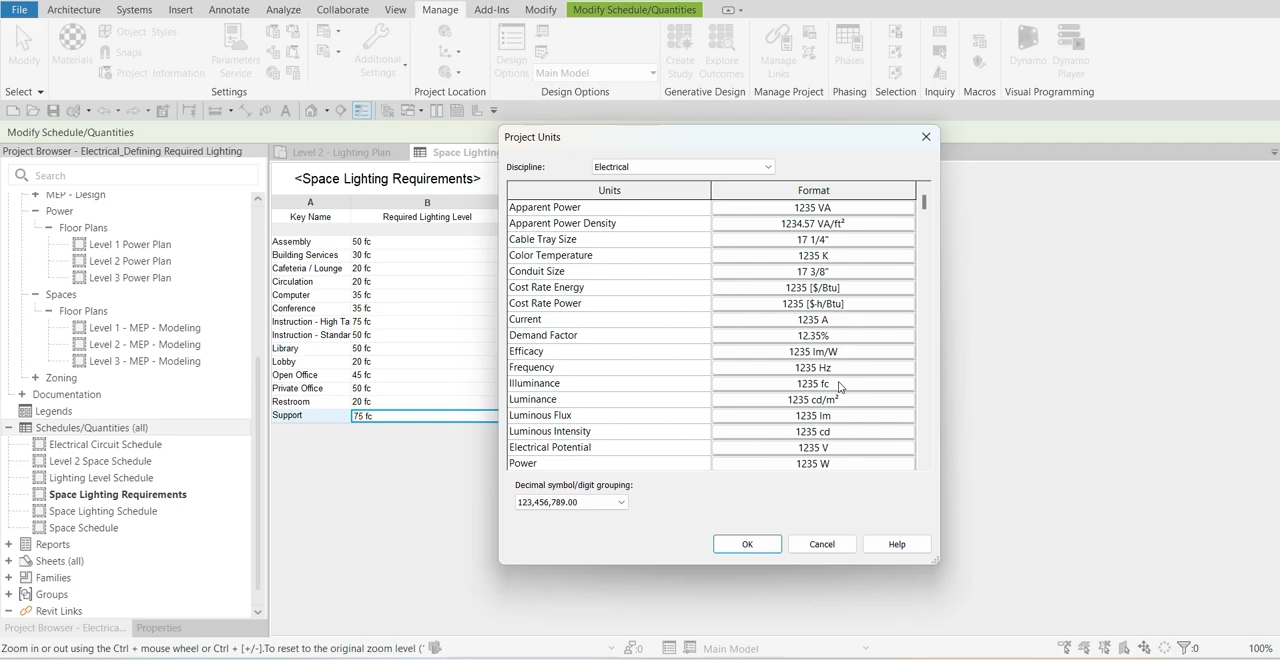 File Architecture Systems Insert Annotate Analyze Collaborate View Manage Add-Ins Modify Modify Schedule/Quantities
Modify Materials Object Styles Snaps Project Information Parameters Service Additional Settings Design Options Main Model Create Study Explore Outcomes Manage Links Phases Dynamo Dynamo Player
Select Settings Project Location Design Options Generative Design Manage Project Phasing Selection Inquiry Macros Visual Programming
Modify Schedule/Quantities
Project Browser - Electrical_Defining Required Lighting
Search
MEP - Design
Power
Floor Plans
Level 1 Power Plan
Level 2 Power Plan
Level 3 Power Plan
Spaces
Floor Plans
Level 1 - MEP - Modeling
Level 2 - MEP - Modeling
Level 3 - MEP - Modeling
Zoning
Documentation
Legends
Schedules/Quantities (all)
Electrical Circuit Schedule
Level 2 Space Schedule
Lighting Level Schedule
Space Lighting Requirements
Space Lighting Schedule
Space Schedule
Reports
Sheets (all)
Families
Groups
Revit Links
Project Browser - Electrica... Properties
Level 2 - Lighting Plan Space Lightin
<Space Lighting Requirements>
A B
Key Name Required Lighting Level
Assembly 50 fc
Building Services 30 fc
Cafeteria / Lounge 20 fc
Circulation 20 fc
Computer 35 fc
Conference 35 fc
Instruction - High Ta 75 fc
Instruction - Standar 50 fc
Library 50 fc
Lobby 20 fc
Open Office 45 fc
Private Office 50 fc
Restroom 20 fc
Support 75 fc
Project Units
Discipline: Electrical
Units Format
Apparent Power 1235 VA
Apparent Power Density 1234.57 VA/ft²
Cable Tray Size 17 1/4"
Color Temperature 1235 K
Conduit Size 17 3/8"
Cost Rate Energy 1235 [$/Btu]
Cost Rate Power 1235 [$·h/Btu]
Current 1235 A
Demand Factor 12.35%
Efficacy 1235 lm/W
Frequency 1235 Hz
Illuminance 1235 fc
Luminance 1235 cd/m²
Luminous Flux 1235 lm
Luminous Intensity 1235 cd
Electrical Potential 1235 V
Power 1235 W
Decimal symbol/digit grouping:
123,456,789.00
OK Cancel Help
Zoom in or out using the Ctrl + mouse wheel or Ctrl + [+/-].To reset to the original zoom level (' :0 Main Model :0 100%